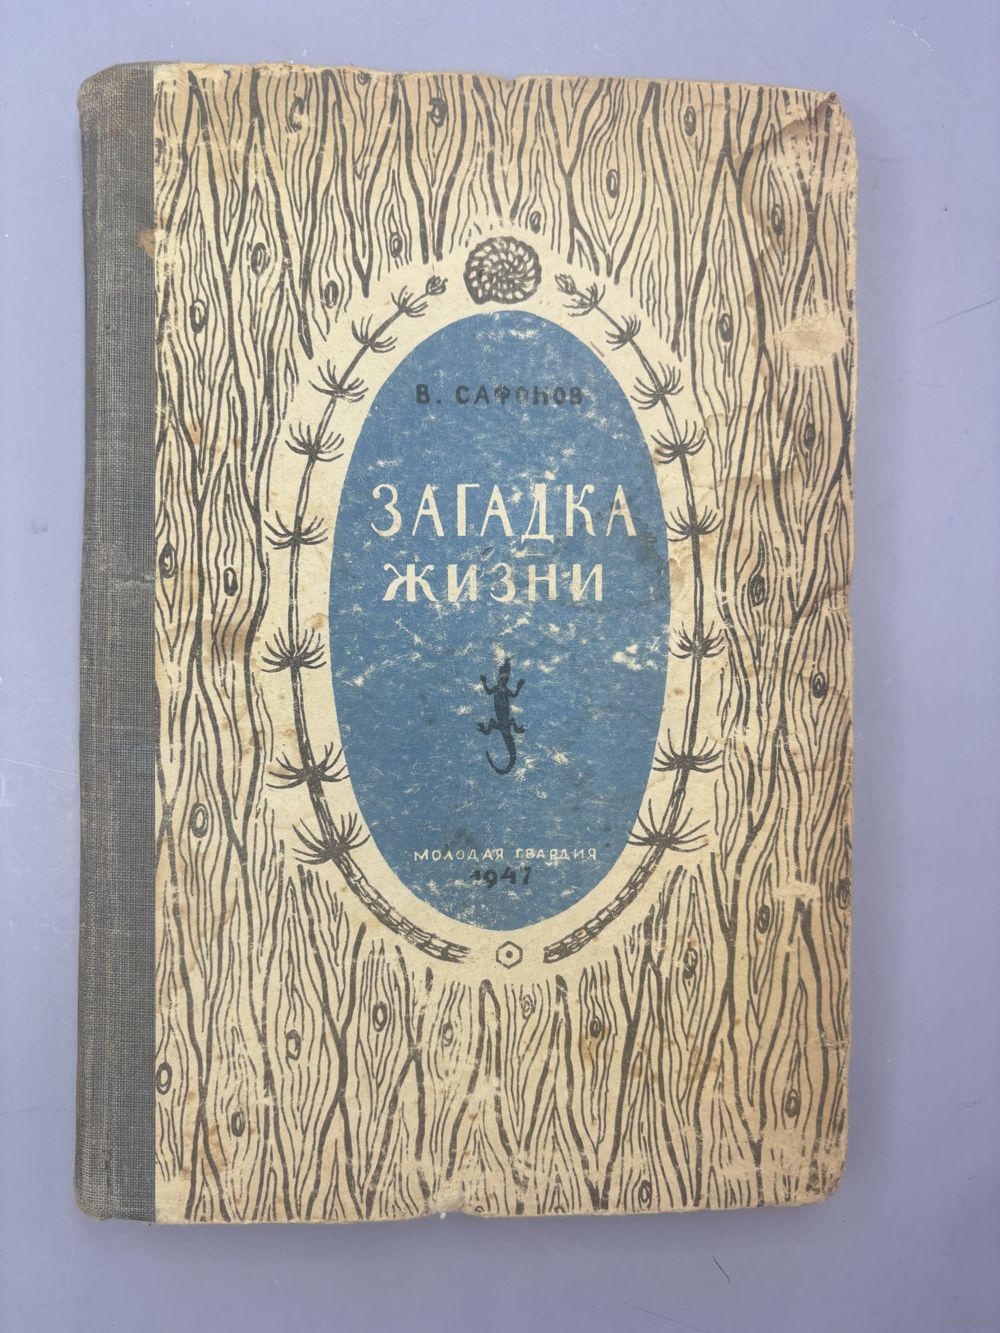 В. САФОНОВ
ЗАГАДКА
ЖИЗНИ
МОЛОДАЯ ГВАРДИЯ
1947